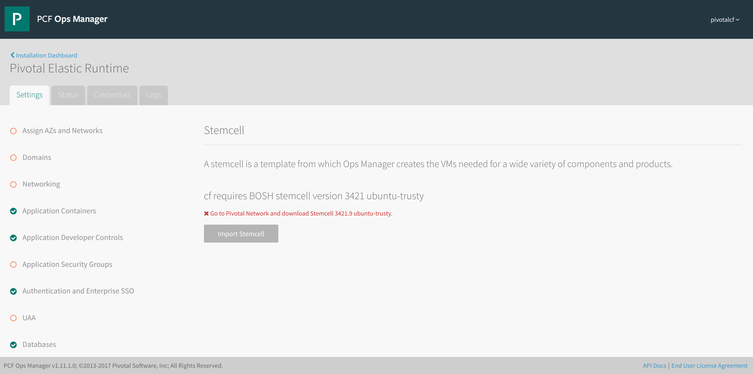 P PCF Ops Manager
pivotalcf
Installation Dashboard
Pivotal Elastic Runtime
Settings Status Credentials Logs
Assign AZs and Networks
Domains
Networking
Application Containers
Application Developer Controls
Application Security Groups
Authentication and Enterprise SSO
UAA
Databases
Stemcell
A stemcell is a template from which Ops Manager creates the VMs needed for a wide variety of components and products.
cf requires BOSH stemcell version 3421 ubuntu-trusty
Go to Pivotal Network and download Stemcell 3421.9 ubuntu-trusty.
Import Stemcell
PCF Ops Manager v1.11.1.0; ©2013-2017 Pivotal Software, Inc; All Rights Reserved.
API Docs | End User License Agreement